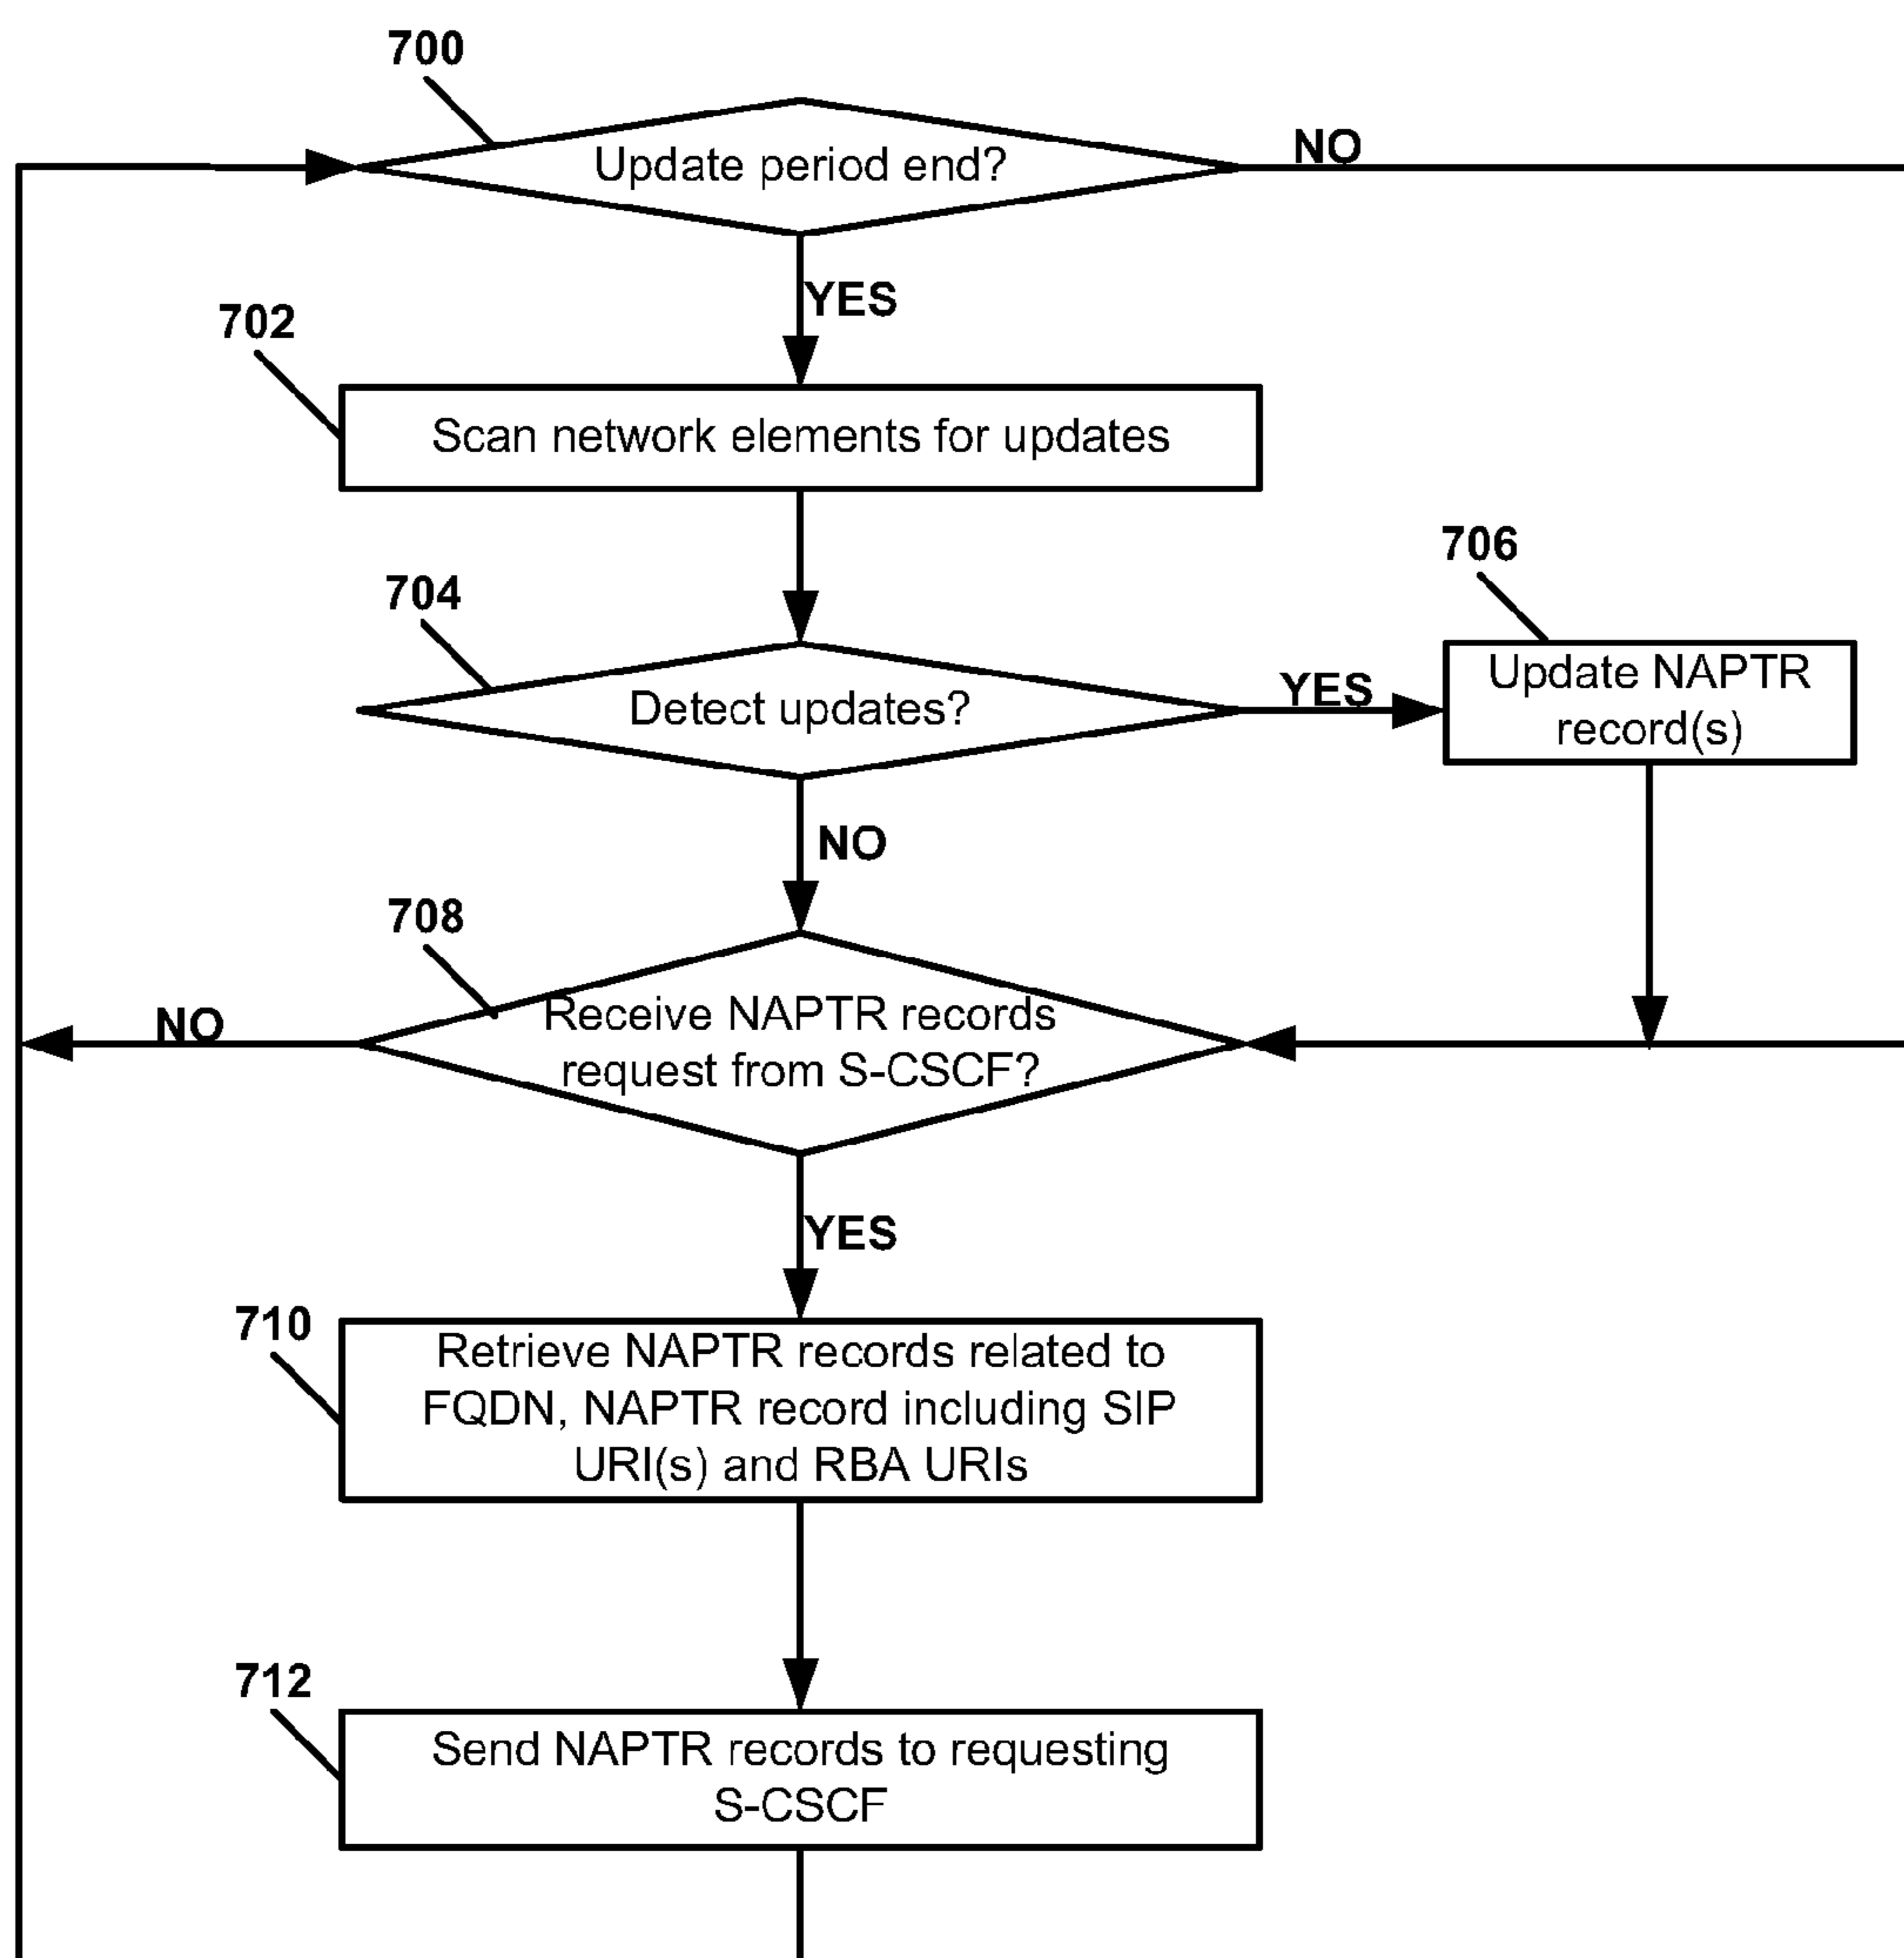 700
Update period end?
NO
YES
702
Scan network elements for updates
704
Detect updates?
YES
706
Update NAPTR
record(s)
NO
708
Receive NAPTR records
request from S-CSCF?
NO
YES
710
Retrieve NAPTR records related to
FQDN, NAPTR record including SIP
URI(s) and RBA URIs
712
Send NAPTR records to requesting
S-CSCF